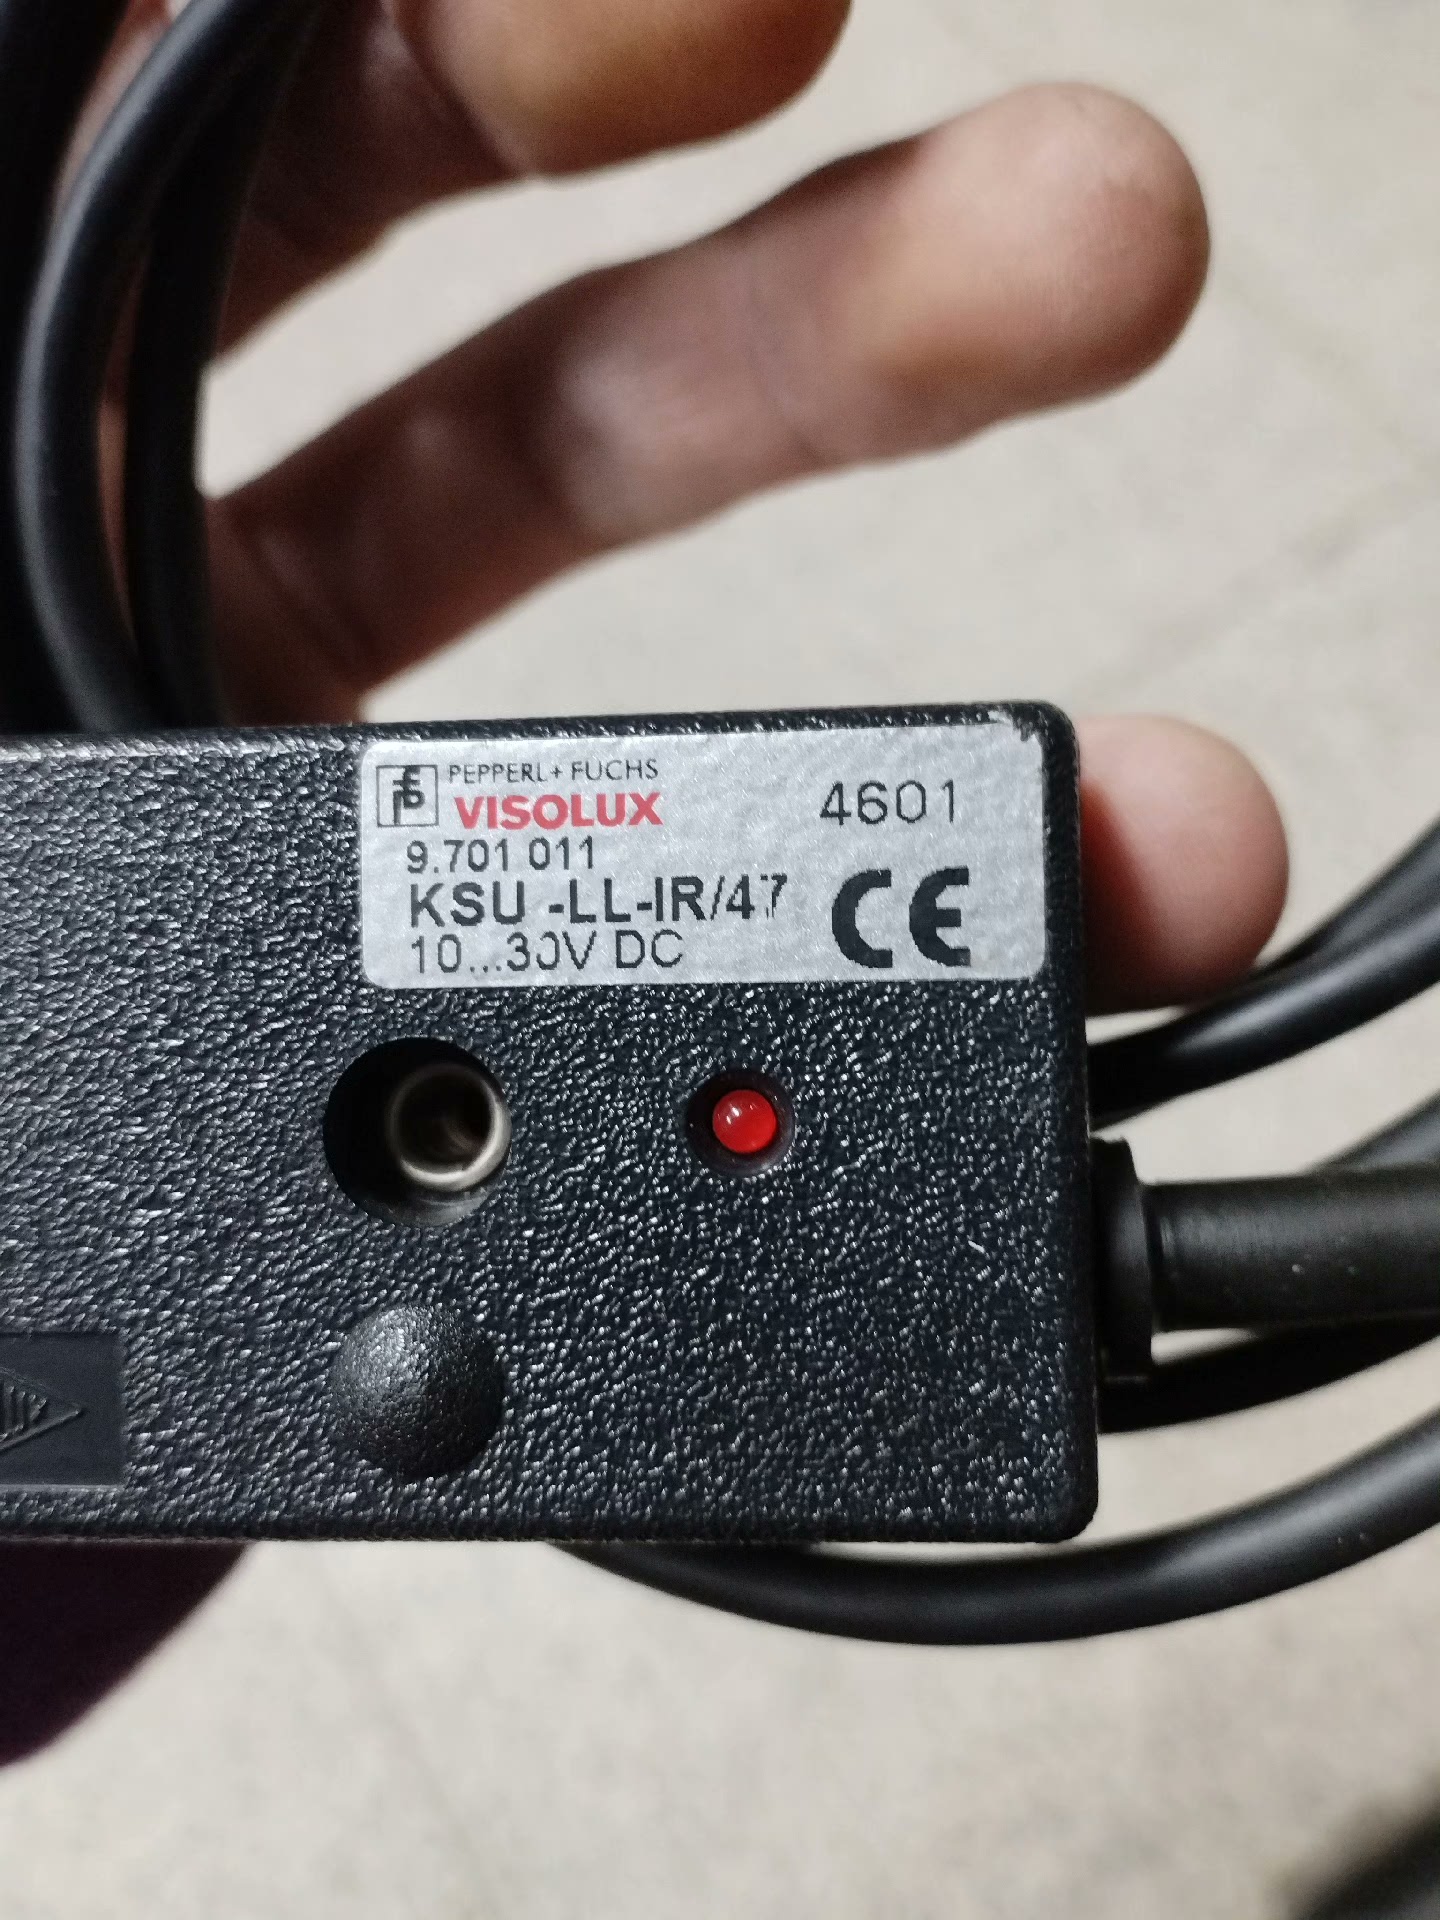 PEPPERL+ FUCHS
VISOLUX
4601
9.701 011
KSU -LL-IR/47
10...30V DC
CE